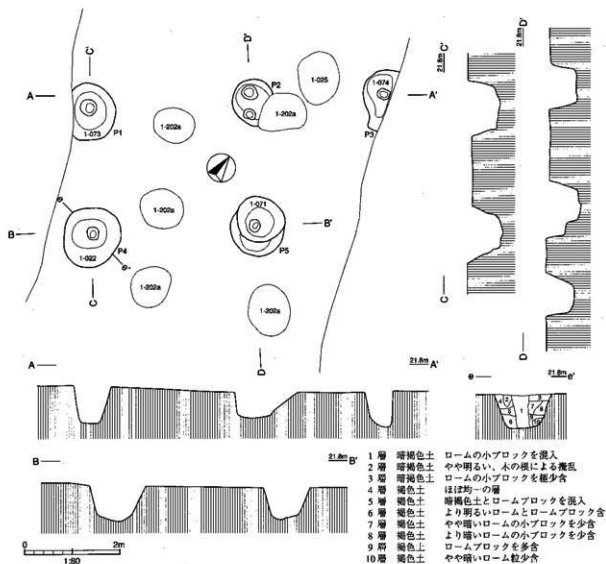 C'
D'
21.8m
C'
21.8m
D'
A
1-073
P1
1-202a
P2
1-202a
1-025
1-074
P3
A'
e
1-202a
B
1-022
P4
e'
1-071
P5
B'
C
1-202a
1-202a
D
C
D
A
21.8m
A'
e
21.8m
e'
B
21.8m
B'
0
2m
1:80
1層 暗褐色土 ロームの小ブロックを混入
2層 暗褐色土 やや明るい、木の根による攪乱
3層 暗褐色土 ロームの小ブロックを極少含
4層 褐色土 ほぼ均一の層
5層 褐色土 暗褐色土とロームブロックを混入
6層 褐色土 より明るいロームとロームブロック含
7層 褐色土 やや暗いロームの小ブロックを少含
8層 褐色土 より暗いロームの小ブロックを少含
9層 褐色土 ロームブロックを多含
10層 褐色土 やや暗いローム粒少含